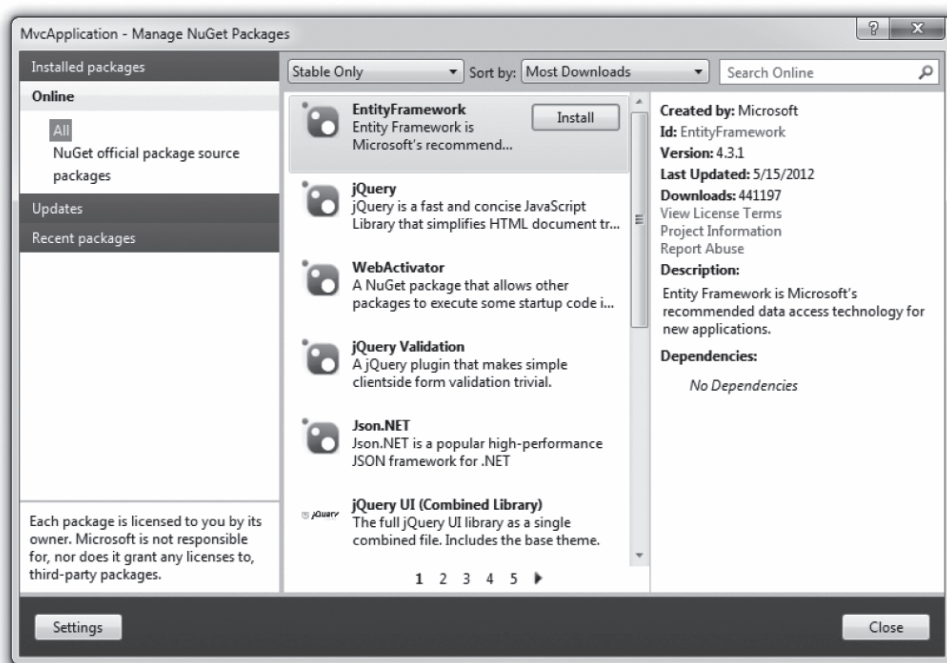 MvcApplication - Manage NuGet Packages
?
X
Installed packages
Online
All
NuGet official package source
packages
Updates
Recent packages
Each package is licensed to you by its
owner. Microsoft is not responsible
for, nor does it grant any licenses to,
third-party packages.
Stable Only
Sort by: Most Downloads
Search Online
EntityFramework
Install
Entity Framework is
Microsoft's recommend...
jQuery
jQuery is a fast and concise JavaScript
Library that simplifies HTML document tr...
WebActivator
A NuGet package that allows other
packages to execute some startup code i...
jQuery Validation
A jQuery plugin that makes simple
clientside form validation trivial.
Json.NET
Json.NET is a popular high-performance
JSON framework for .NET
jQuery
jQuery UI (Combined Library)
The full jQuery UI library as a single
combined file. Includes the base theme.
1 2 3 4 5
Created by: Microsoft
Id: EntityFramework
Version: 4.3.1
Last Updated: 5/15/2012
Downloads: 441197
View License Terms
Project Information
Report Abuse
Description:
Entity Framework is Microsoft's
recommended data access technology for
new applications.
Dependencies:
No Dependencies
Settings
Close